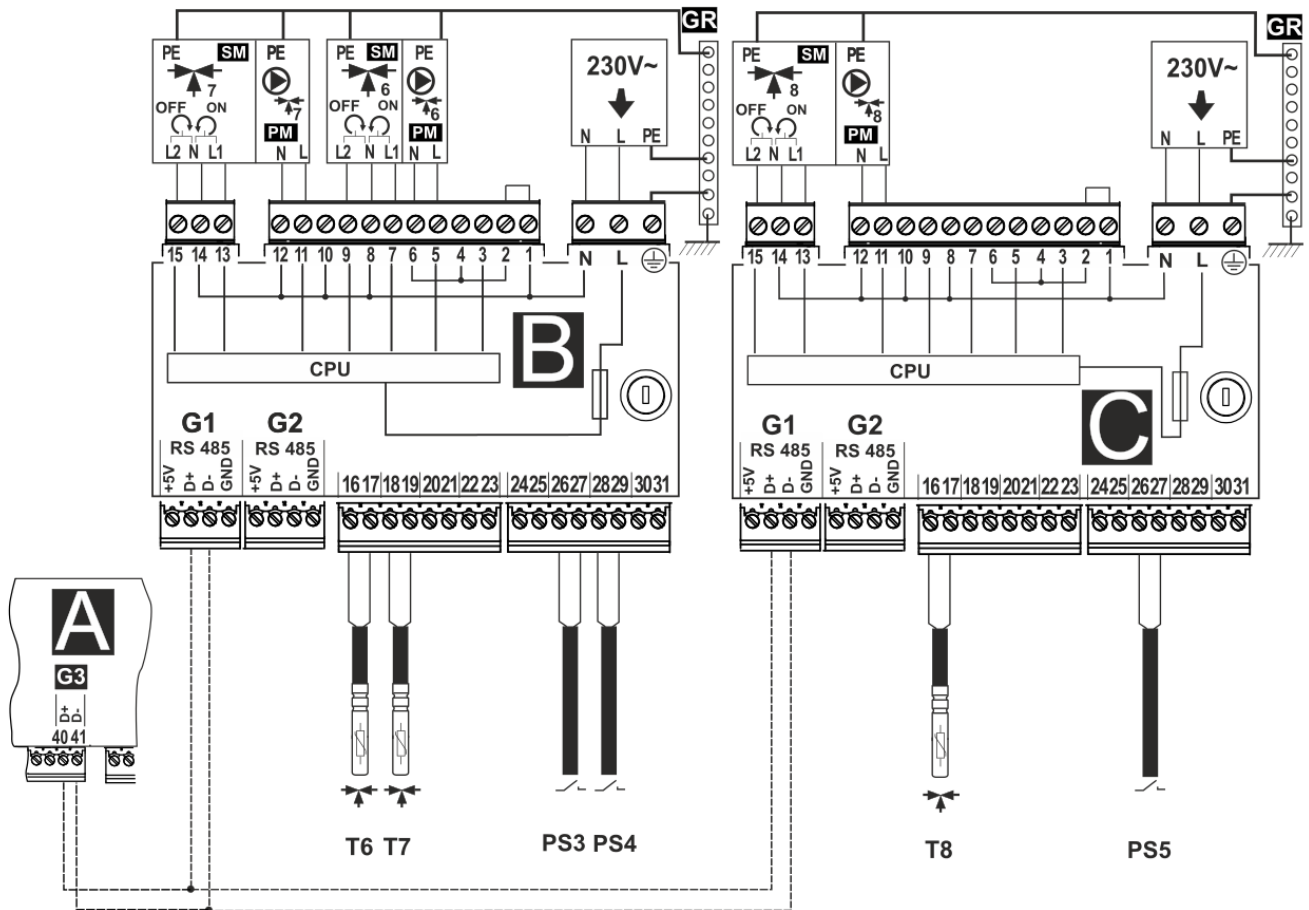 GR GR
PE SM PE PE SM PE 230V~ PE SM PE 230V~
7 7 6 6 8 8
OFF ON OFF ON OFF ON
PM PM PM
L2 N L1 N L L2 N L1 N L N L PE L2 N L1 N L N L PE
15 14 13 12 11 10 9 8 7 6 5 4 3 2 1 N L 15 14 13 12 11 10 9 8 7 6 5 4 3 2 1 N L
B
CPU CPU
C
G1 G2 G1 G2
RS 485 RS 485 RS 485 RS 485
+5V D+ D- GND +5V D+ D- GND 16 17 18 19 20 21 22 23 24 25 26 27 28 29 30 31 +5V D+ D- GND +5V D+ D- GND 16 17 18 19 20 21 22 23 24 25 26 27 28 29 30 31
A
G3
D+ D-
40 41
T6 T7 PS3 PS4 T8 PS5